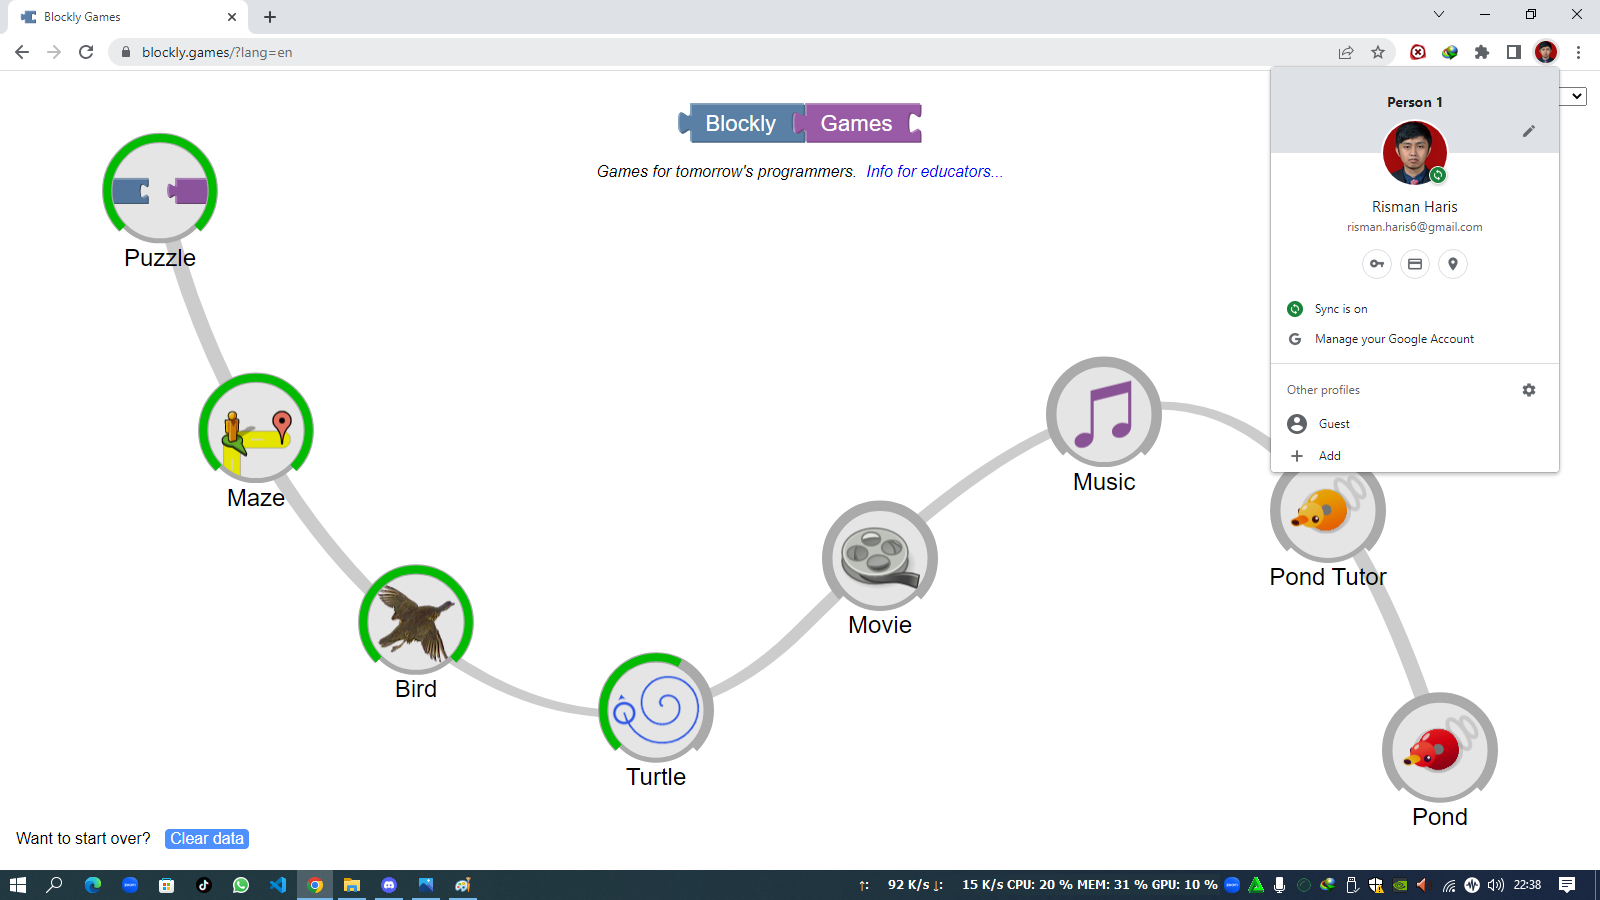 Blockly Games
blockly.games/?lang=en
Blockly Games
Games for tomorrow's programmers. Info for educators...
Person 1
Risman Haris
risman.haris6@gmail.com
Sync is on
G Manage your Google Account
Other profiles
Guest
Add
Puzzle
Maze
Bird
Turtle
Movie
Music
Pond Tutor
Pond
Want to start over? Clear data
↑: 92 K/s ↓: 15 K/s CPU: 20 % MEM: 31 % GPU: 10 % 22:38